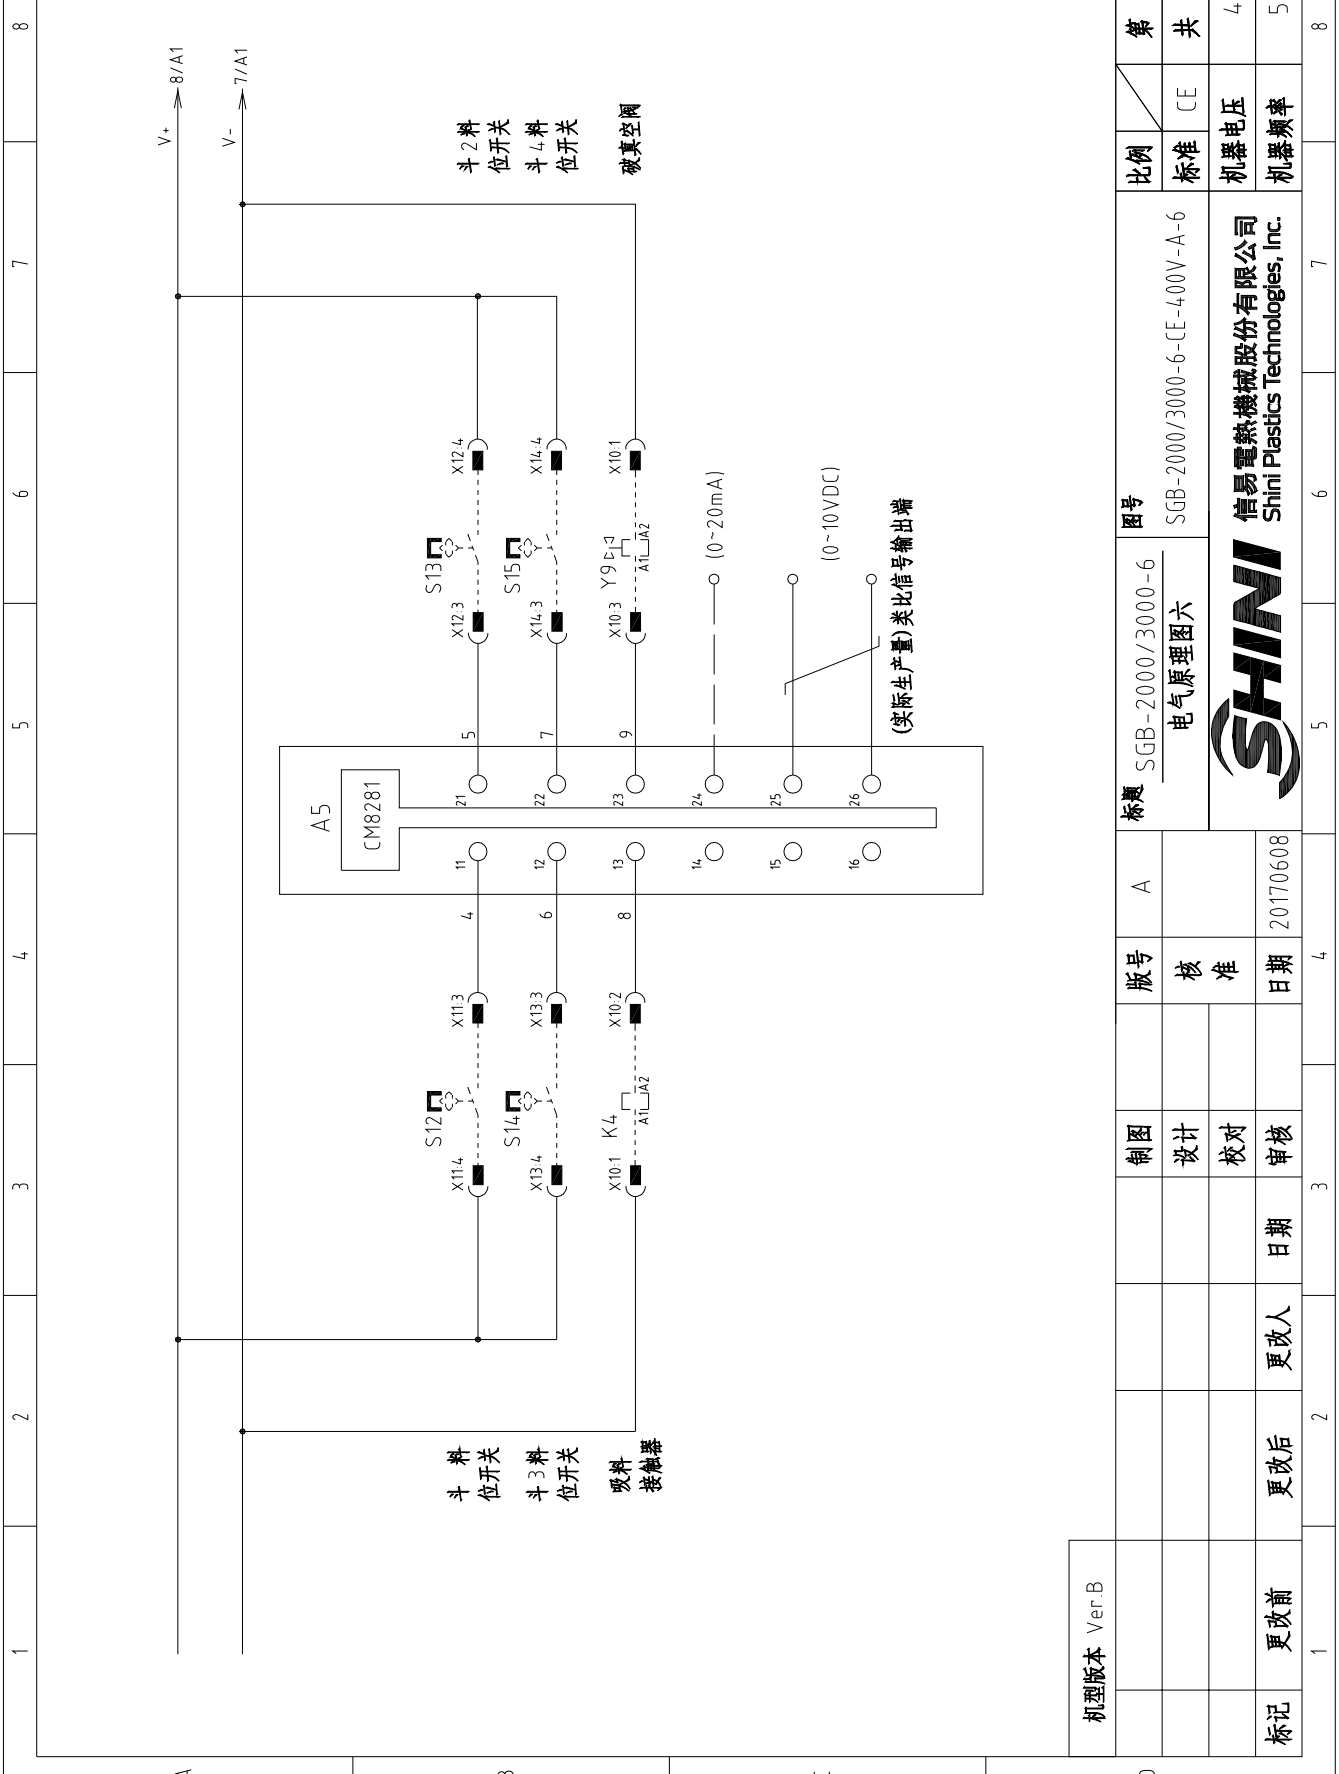 1
2
3
4
5
6
7
8
A
V+
8/A1
V-
7/A1
A5
CM8281
斗 料
位开关
S12
X11:4
X11:3
4
11
21
5
S13
X12:3
X12:4
斗2料
位开关
斗3料
位开关
S14
X13:4
X13:3
6
12
22
7
S15
X14:3
X14:4
斗4料
位开关
吸料
接触器
K4
X10:1
A1
A2
X10:2
8
13
23
9
Y9
X10:3
A1
A2
X10:1
破真空阀
14
24
(0~20mA)
15
25
(0~10VDC)
16
26
(实际生产量)类比信号输出端
机型版本 Ver.B
标记
更改前
更改后
更改人
日期
制图
设计
校对
审核
版号
A
核
准
日期
20170608
标题
SGB-2000/3000-6
电气原理图六
图号
SGB-2000/3000-6-CE-400V-A-6
比例
第
标准
CE
共
SHINI
信易電熱機械股份有限公司
Shini Plastics Technologies, Inc.
机器电压
4
机器频率
5
1
2
3
4
5
6
7
8